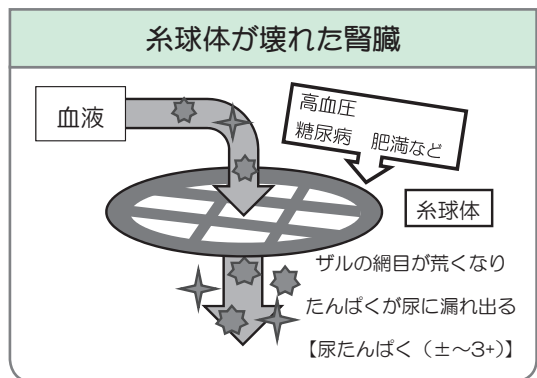 糸球体が壊れた腎臓
血液
高血圧
糖尿病　肥満など
糸球体
ザルの網目が荒くなり
たんぱくが尿に漏れ出る
【尿たんぱく（±～3+）】